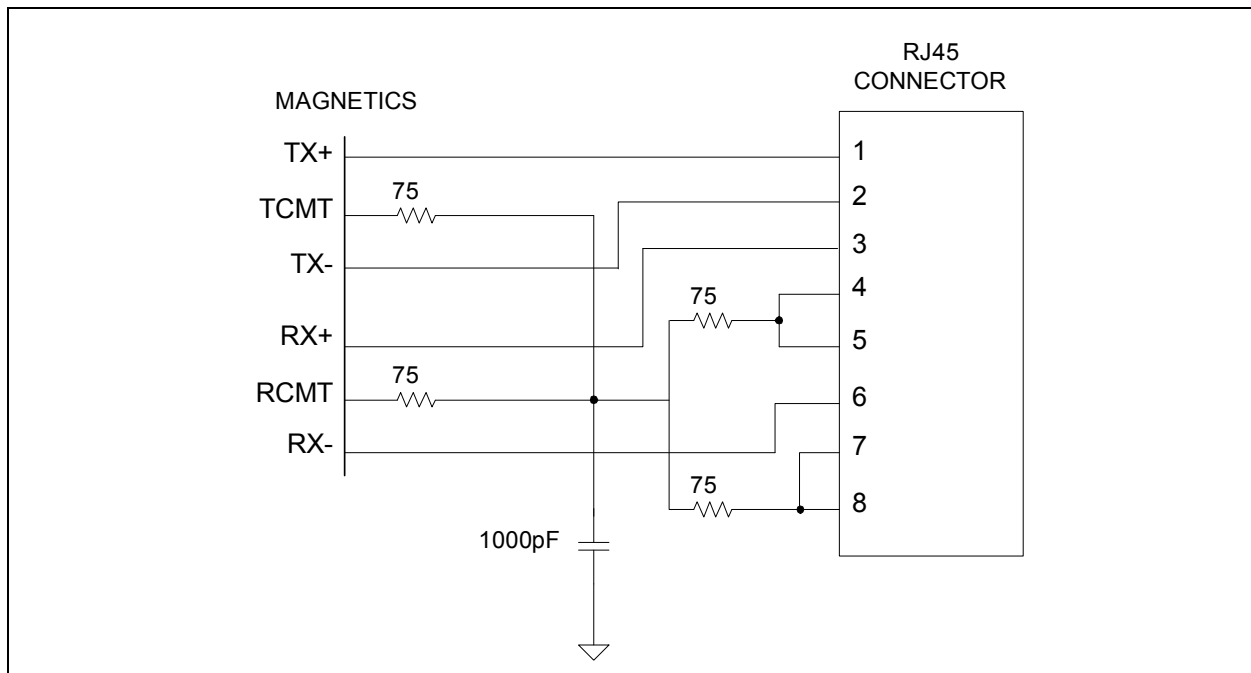 RJ45
CONNECTOR
MAGNETICS
TX+
1
75
2
TCMT
3
TX-
75
4
RX+
5
75
RCMT
6
RX-
7
75
8
1000pF